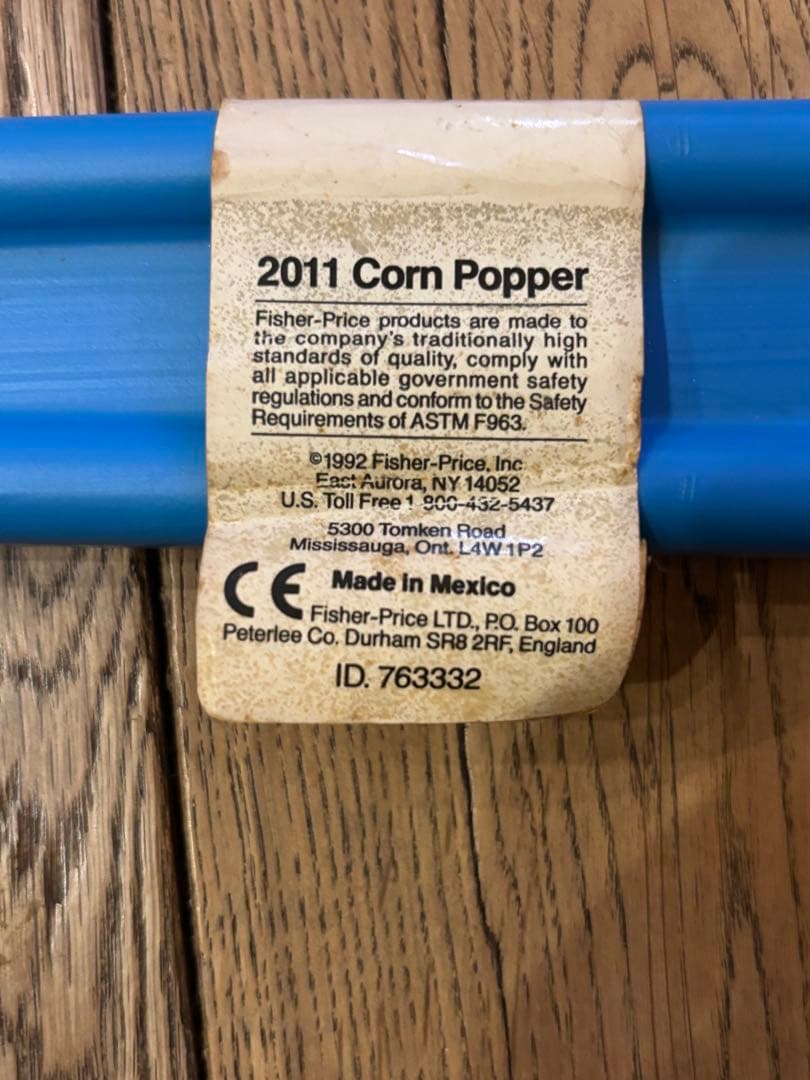 2011 Corn Popper
Fisher-Price products are made to
the company's traditionally high
standards of quality, comply with
all applicable government safety
regulations and conform to the Safety
Requirements of ASTM F963.
©1992 Fisher-Price, Inc
East Aurora, NY 14052
U.S. Toll Free 1 800-432-5437
5300 Tomken Road
Mississauga, Ont. L4W 1P2
CE Made in Mexico
Fisher-Price LTD., P.O. Box 100
Peterlee Co. Durham SR8 2RF, England
ID. 763332